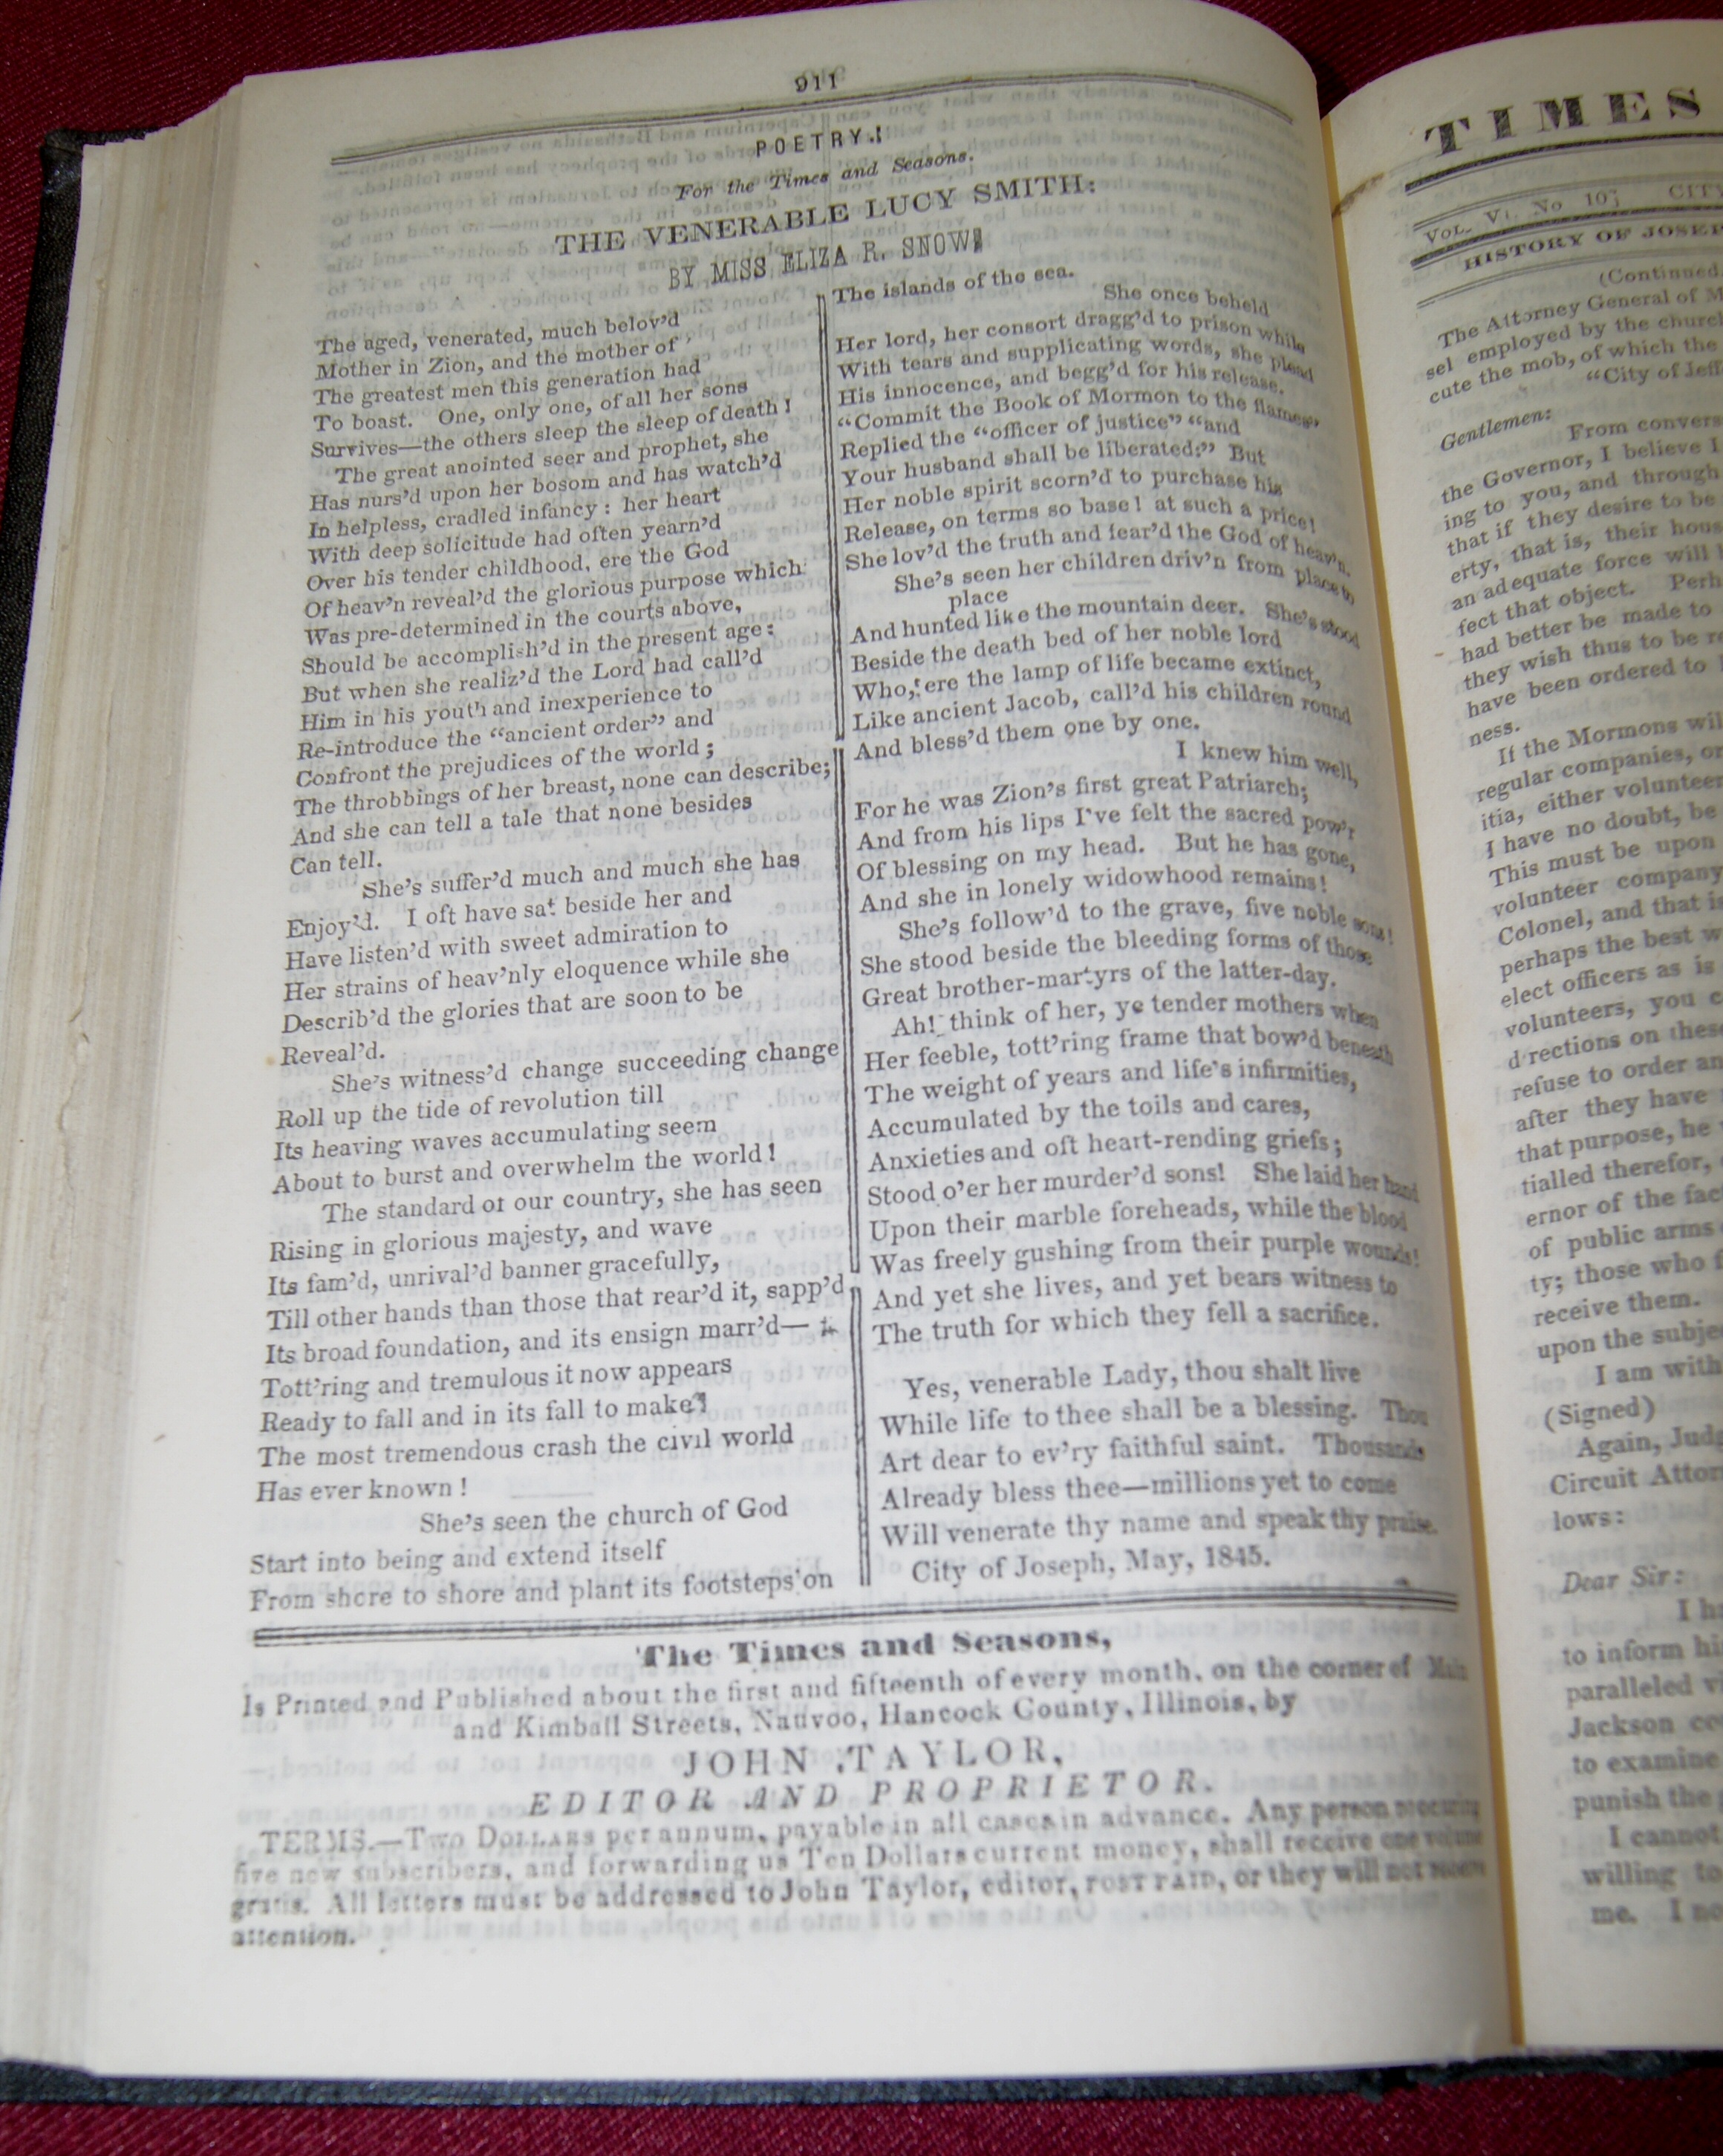 911
POETRY.
For the Times and Seasons.
THE VENERABLE LUCY SMITH:
BY MISS ELIZA R. SNOW
The aged, venerated, much belov'd
Mother in Zion, and the mother of
The greatest men this generation had
To boast. One, only one, of all her sons
Survives—the others sleep the sleep of death!
The great anointed seer and prophet, she
Has nurs'd upon her bosom and has watch'd
In helpless, cradled infancy: her heart
With deep solicitude had often yearn'd
Over his tender childhood, ere the God
Of heav'n reveal'd the glorious purpose which
Was pre-determined in the courts above,
Should be accomplish'd in the present age:
But when she realiz'd the Lord had call'd
Him in his youth and inexperience to
Re-introduce the "ancient order" and
Confront the prejudices of the world;
The throbbings of her breast, none can describe;
And she can tell a tale that none besides
Can tell.
She's suffer'd much and much she has
Enjoy'd. I oft have sat beside her and
Have listen'd with sweet admiration to
Her strains of heav'nly eloquence while she
Describ'd the glories that are soon to be
Reveal'd.
She's witness'd change succeeding change
Roll up the tide of revolution till
Its heaving waves accumulating seem
About to burst and overwhelm the world!
The standard of our country, she has seen
Rising in glorious majesty, and wave
Its fam'd, unrival'd banner gracefully,
Till other hands than those that rear'd it, sapp'd
Its broad foundation, and its ensign marr'd—
Tott'ring and tremulous it now appears
Ready to fall and in its fall to make
The most tremendous crash the civil world
Has ever known!
She's seen the church of God
Start into being and extend itself
From shore to shore and plant its footsteps on
The islands of the sea.
She once beheld
Her lord, her consort dragg'd to prison while
With tears and supplicating words, she plead
His innocence, and begg'd for his release.
"Commit the Book of Mormon to the flames"
Replied the "officer of justice" "and
Your husband shall be liberated:" But
Her noble spirit scorn'd to purchase his
Release, on terms so base! at such a price!
She lov'd the truth and fear'd the God of heav'n.
She's seen her children driv'n from place to
place
And hunted like the mountain deer. She's stood
Beside the death bed of her noble lord
Who, ere the lamp of life became extinct,
Like ancient Jacob, call'd his children round
And bless'd them one by one.
I knew him well,
For he was Zion's first great Patriarch;
And from his lips I've felt the sacred pow'r
Of blessing on my head. But he has gone,
And she in lonely widowhood remains!
She's follow'd to the grave, five noble sons!
She stood beside the bleeding forms of those
Great brother-martyrs of the latter-day.
Ah! think of her, ye tender mothers when
Her feeble, tott'ring frame that bow'd beneath
The weight of years and life's infirmities,
Accumulated by the toils and cares,
Anxieties and oft heart-rending griefs;
Stood o'er her murder'd sons! She laid her hand
Upon their marble foreheads, while the blood
Was freely gushing from their purple wounds!
And yet she lives, and yet bears witness to
The truth for which they fell a sacrifice.
Yes, venerable Lady, thou shalt live
While life to thee shall be a blessing. Thou
Art dear to ev'ry faithful saint. Thousands
Already bless thee—millions yet to come
Will venerate thy name and speak thy praise.
City of Joseph, May, 1845.
The Times and Seasons,
Is Printed and Published about the first and fifteenth of every month, on the corner of Main
and Kimball Streets, Nauvoo, Hancock County, Illinois, by
JOHN TAYLOR,
EDITOR AND PROPRIETOR.
TERMS.—Two Dollars per annum, payable in all cases in advance. Any person procuring
five new subscribers, and forwarding us Ten Dollars current money, shall receive one volume
gratis. All letters must be addressed to John Taylor, editor, POST PAID, or they will not receive
attention.
TIMES
Vol. VI. No 10
HISTORY OF JOSEP
(Continued
The Attorney General of M
sel employed by the church
cute the mob, of which the
"City of Jeff
Gentlemen:
From convers
the Governor, I believe I
ing to you, and through
that if they desire to be
erty, that is, their hous
an adequate force will
fect that object. Perh
had better be made to
they wish thus to be re
have been ordered to
ness.
If the Mormons wil
regular companies, or
itia, either volunteer
I have no doubt, be
This must be upon
volunteer company
Colonel, and that is
perhaps the best w
elect officers as is
volunteers, you c
d rections on these
refuse to order an
after they have
that purpose, he
tialled therefor,
ernor of the fac
of public arms
ty; those who f
receive them.
upon the subje
I am with
(Signed)
Again, Judg
Circuit Attor
lows:
Dear Sir:
I ha
to inform hi
paralleled vi
Jackson co
to examine
punish the
I cannot
willing to
me. I no